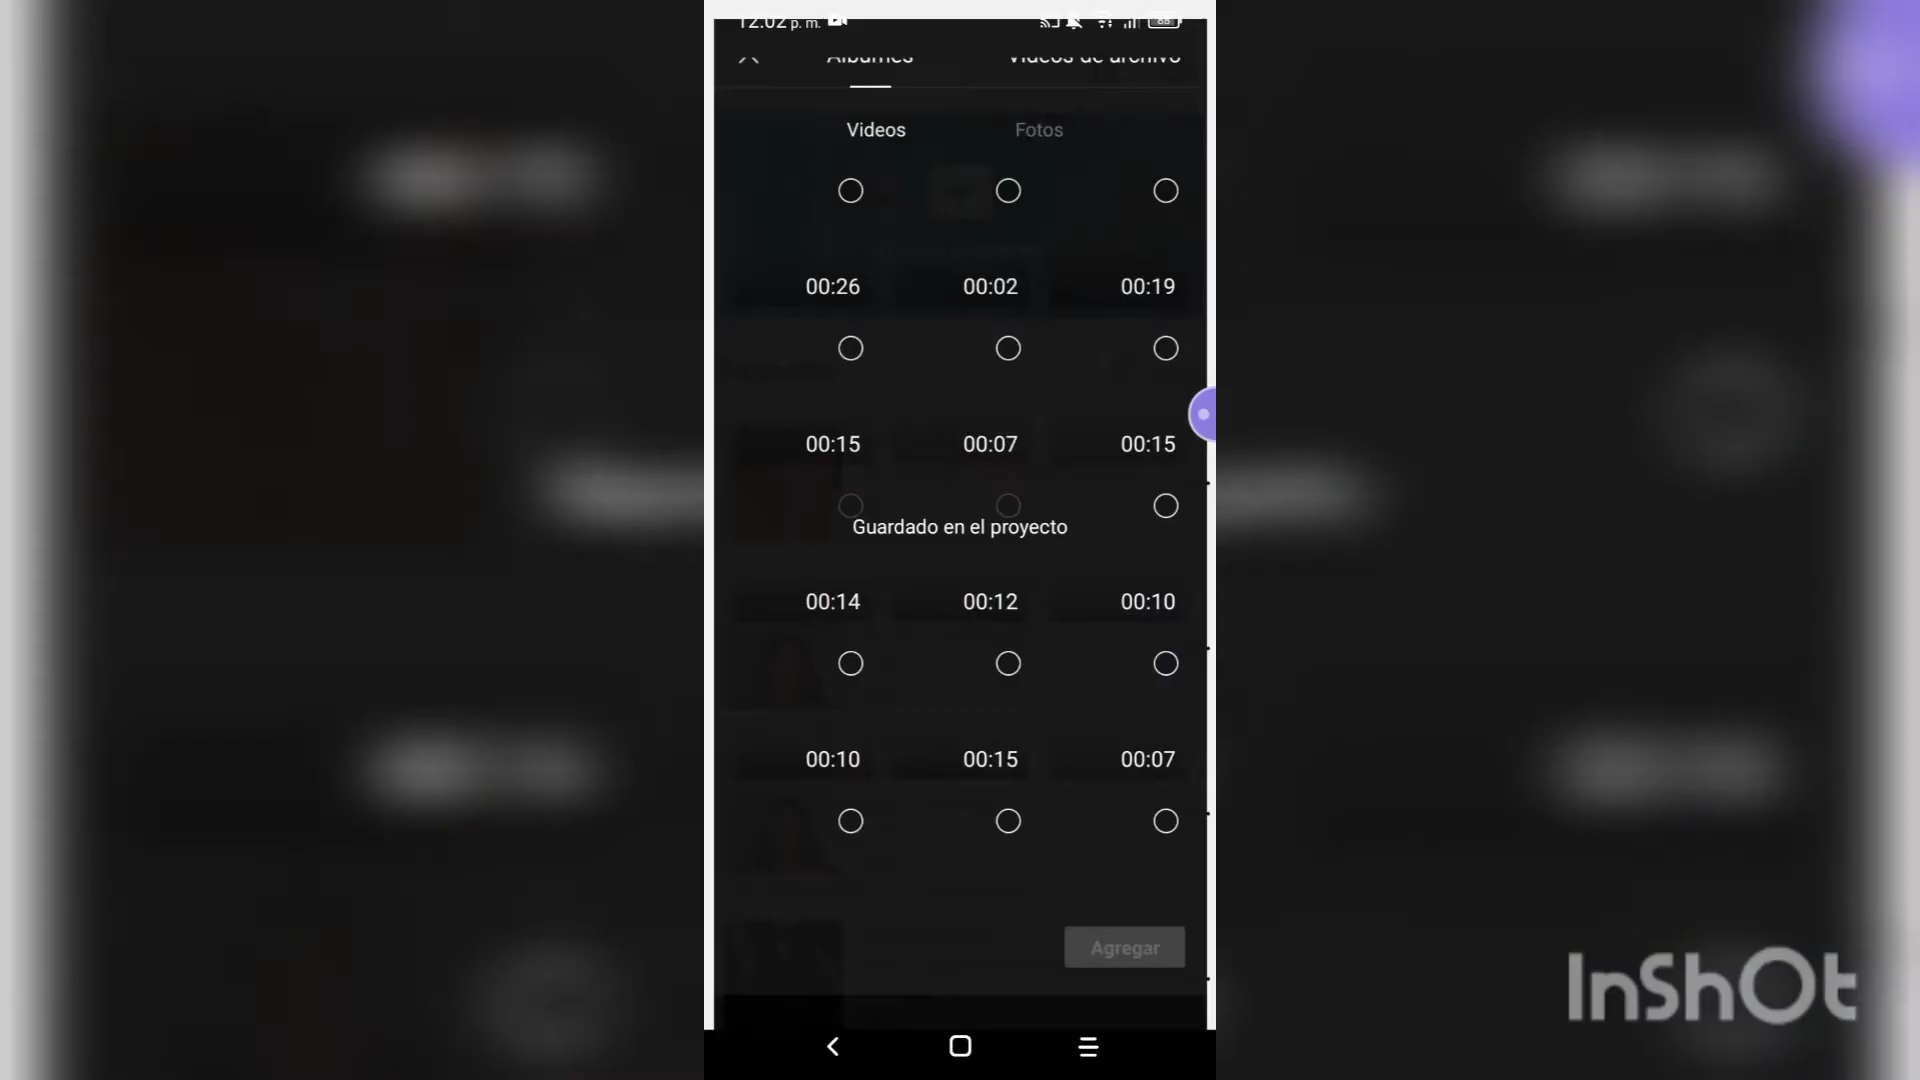 12:02 p. m.
88
Álbumes Videos de archivo
Videos Fotos
00:26 00:02 00:19
00:15 00:07 00:15
Guardado en el proyecto
00:14 00:12 00:10
00:10 00:15 00:07
Agregar
InShOt